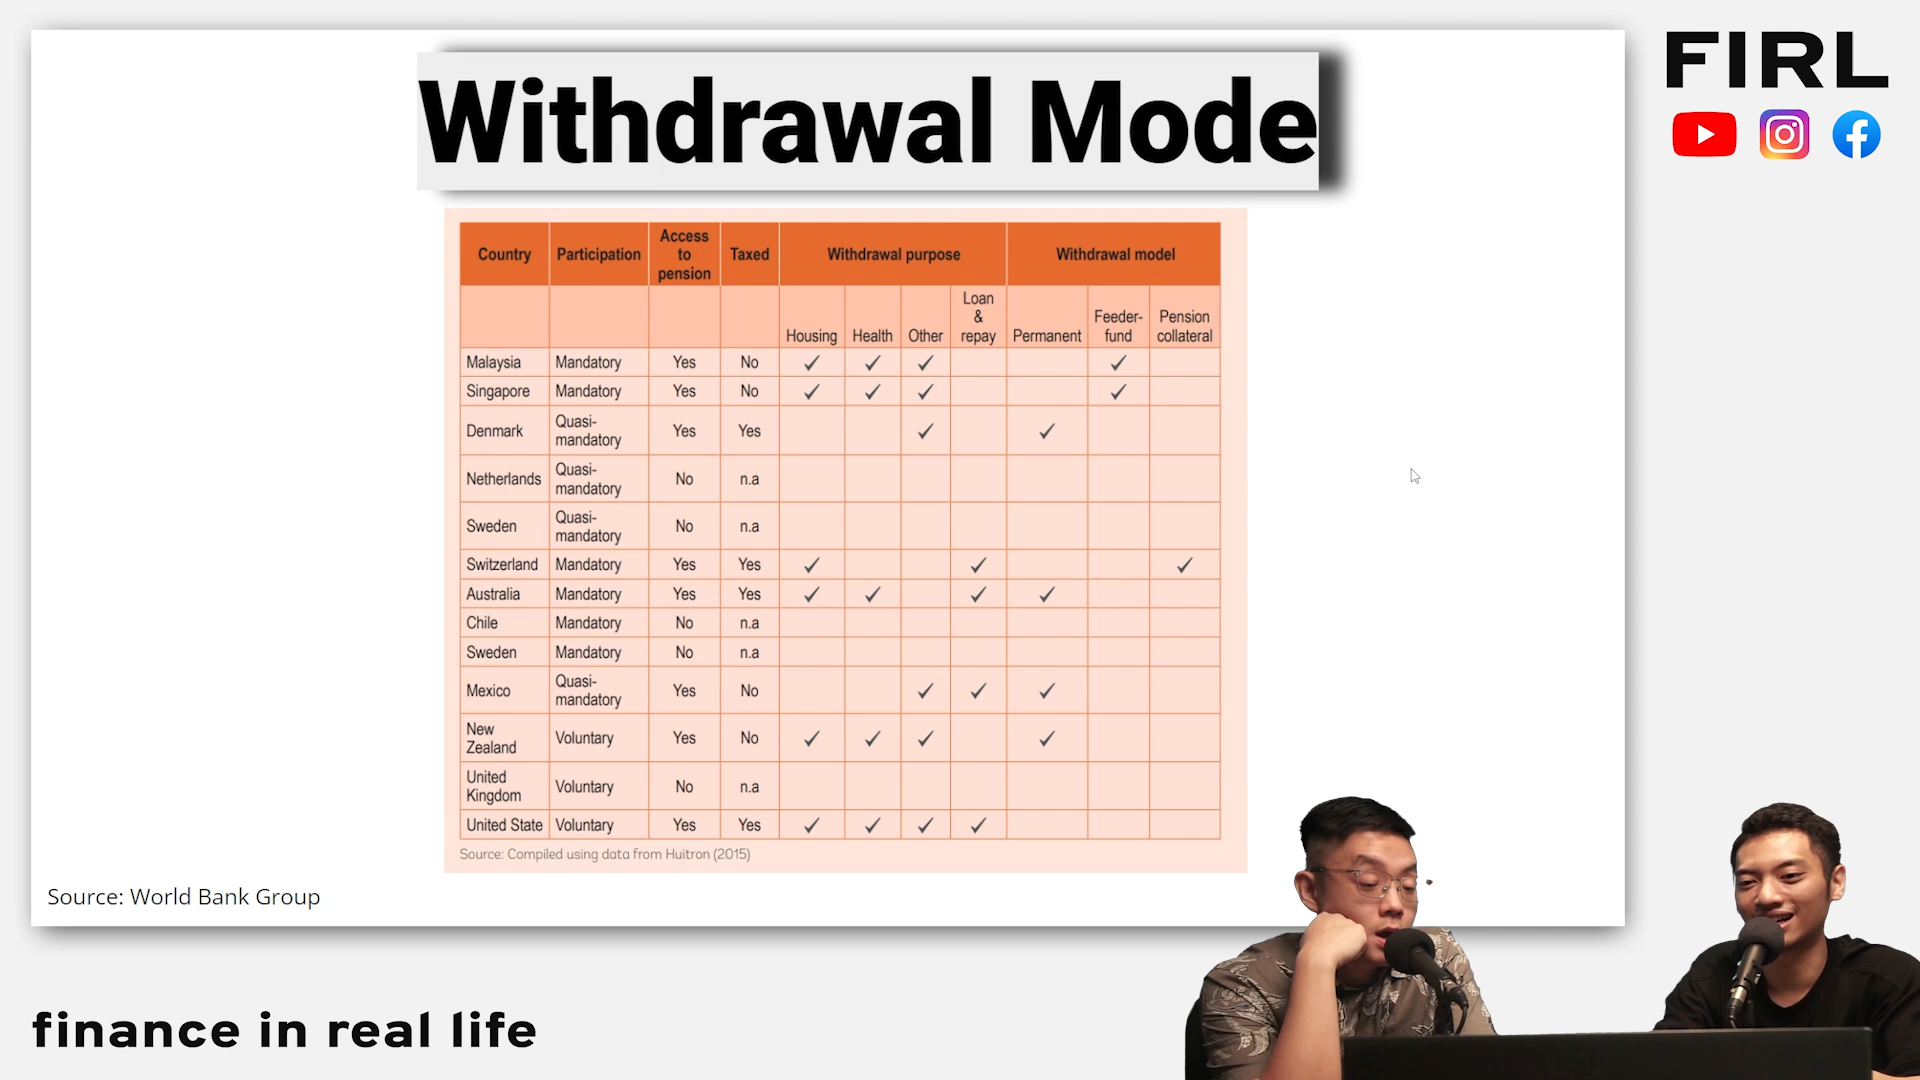 FIRL
Withdrawal Mode
Country Participation Access to pension Taxed Withdrawal purpose Withdrawal model
Housing Health Other Loan & repay Permanent Feeder-fund Pension collateral
Malaysia Mandatory Yes No ✓ ✓ ✓ ✓
Singapore Mandatory Yes No ✓ ✓ ✓ ✓
Denmark Quasi-mandatory Yes Yes ✓ ✓
Netherlands Quasi-mandatory No n.a
Sweden Quasi-mandatory No n.a
Switzerland Mandatory Yes Yes ✓ ✓ ✓
Australia Mandatory Yes Yes ✓ ✓ ✓ ✓
Chile Mandatory No n.a
Sweden Mandatory No n.a
Mexico Quasi-mandatory Yes No ✓ ✓ ✓
New Zealand Voluntary Yes No ✓ ✓ ✓ ✓
United Kingdom Voluntary No n.a
United State Voluntary Yes Yes ✓ ✓ ✓ ✓
Source: Compiled using data from Huitron (2015)
Source: World Bank Group
finance in real life